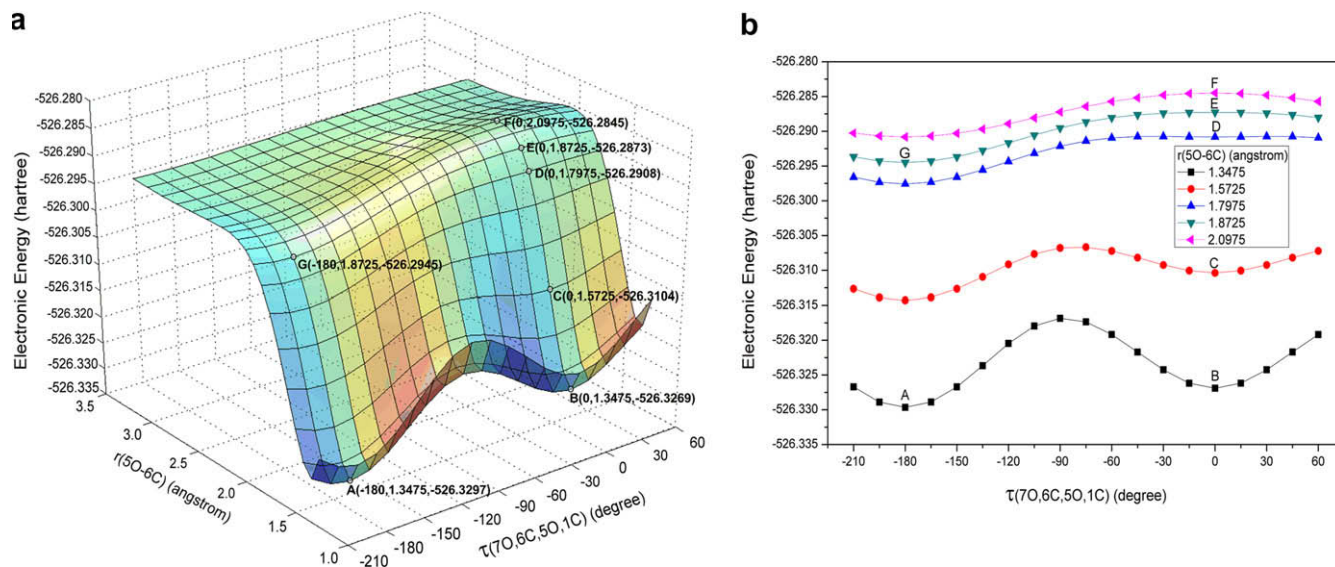 a
-526.280
-526.285
-526.290
-526.295
-526.300
-526.305
-526.310
-526.315
-526.320
-526.325
-526.330
-526.335
Electronic Energy (hartree)
3.5
3.0
2.5
2.0
1.5
1.0
r(5O-6C) (angstrom)
-210
-180
-150
-120
-90
-60
-30
0
30
60
τ(7O,6C,5O,1C) (degree)
F(0,2.0975,-526.2845)
E(0,1.8725,-526.2873)
D(0,1.7975,-526.2908)
G(-180,1.8725,-526.2945)
C(0,1.5725,-526.3104)
B(0,1.3475,-526.3269)
A(-180,1.3475,-526.3297)
b
-526.280
-526.285
-526.290
-526.295
-526.300
-526.305
-526.310
-526.315
-526.320
-526.325
-526.330
-526.335
Electronic Energy (hartree)
F
E
D
G
r(5O-6C) (angstrom)
1.3475
1.5725
1.7975
1.8725
2.0975
C
A
B
-210 -180 -150 -120 -90 -60 -30 0 30 60
τ(7O,6C,5O,1C) (degree)